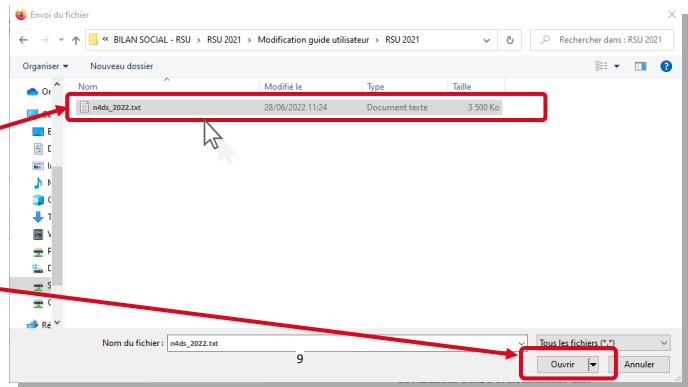 Envoi du fichier
« BILAN SOCIAL - RSU › RSU 2021 › Modification guide utilisateur › RSU 2021
Rechercher dans : RSU 2021
Organiser
Nouveau dossier
Nom Modifié le Type Taille
n4ds_2022.txt 28/06/2022 11:24 Document texte 3 500 Ko
Or
Ré
Nom du fichier : n4ds_2022.txt Tous les fichiers (*.*)
9
Ouvrir Annuler